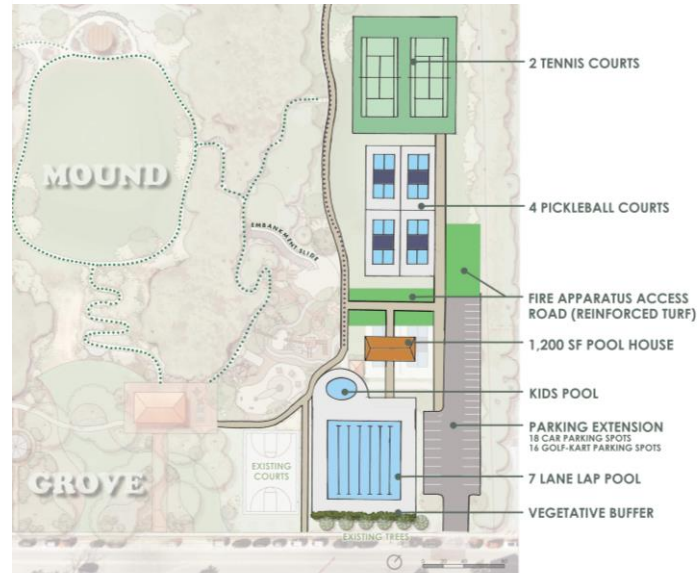 2 TENNIS COURTS
MOUND
EMBANKMENT SLIDE
4 PICKLEBALL COURTS
FIRE APPARATUS ACCESS
ROAD (REINFORCED TURF)
1,200 SF POOL HOUSE
KIDS POOL
PARKING EXTENSION
18 CAR PARKING SPOTS
16 GOLF-KART PARKING SPOTS
EXISTING
COURTS
GROVE
7 LANE LAP POOL
VEGETATIVE BUFFER
EXISTING TREES